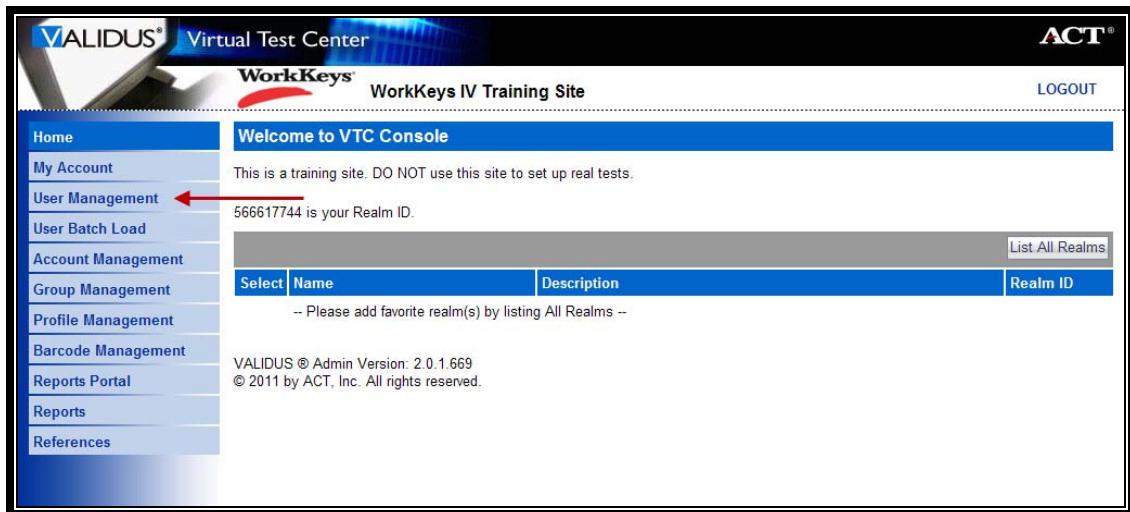 VALIDUS® Virtual Test Center
ACT®
WorkKeys®
WorkKeys IV Training Site
LOGOUT
Home
My Account
User Management
User Batch Load
Account Management
Group Management
Profile Management
Barcode Management
Reports Portal
Reports
References
Welcome to VTC Console
This is a training site. DO NOT use this site to set up real tests.
566617744 is your Realm ID.
List All Realms
Select Name Description Realm ID
-- Please add favorite realm(s) by listing All Realms --
VALIDUS ® Admin Version: 2.0.1.669
© 2011 by ACT, Inc. All rights reserved.